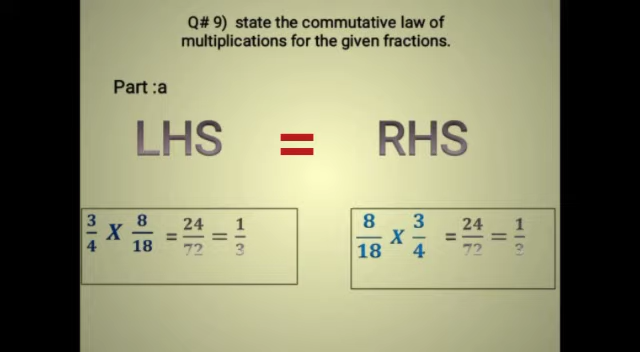 Q# 9) state the commutative law of
multiplications for the given fractions.
Part :a
LHS = RHS
3/4 X 8/18 = 24/72 = 1/3
8/18 X 3/4 = 24/72 = 1/3